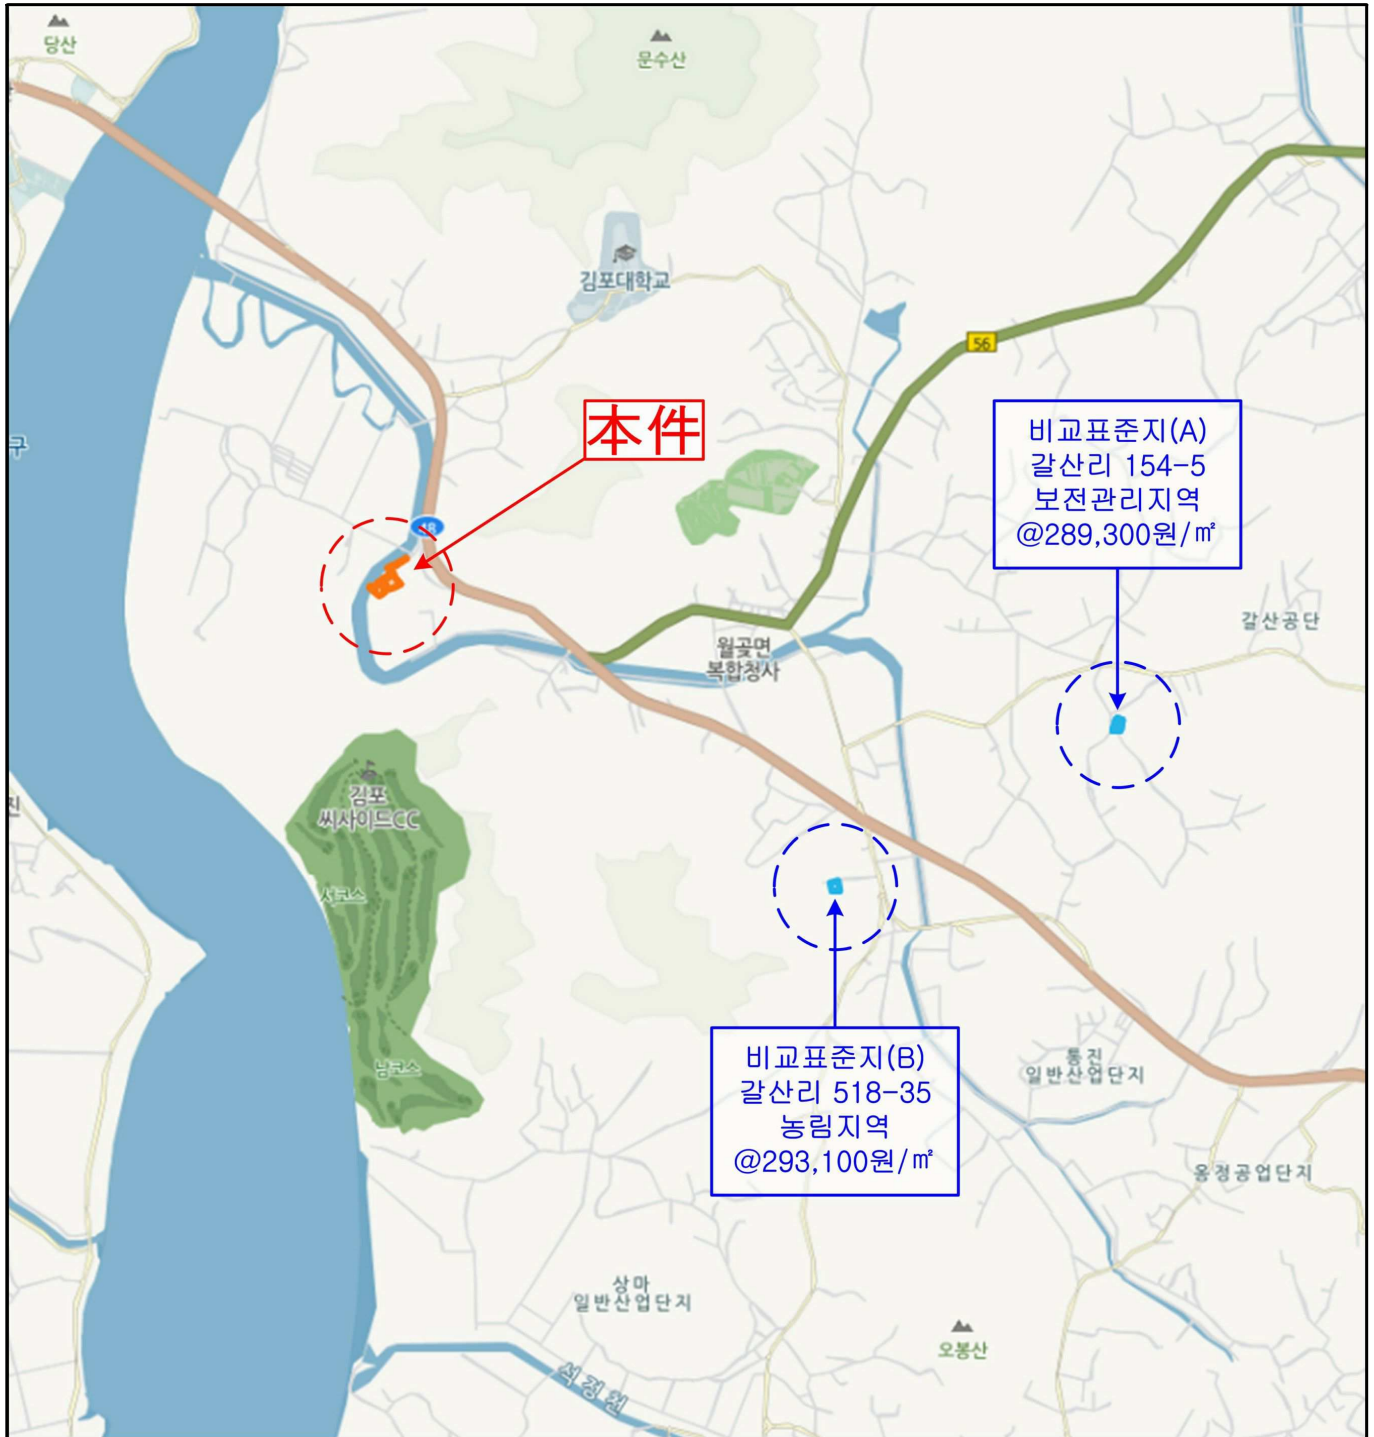 당산
문수산
김포대학교
56
本件
비교표준지(A)
갈산리 154-5
보전관리지역
@289,300원/㎡
구
48
갈산공단
월곶면
복합청사
진
김포
씨사이드CC
서코스
남코스
비교표준지(B)
갈산리 518-35
농림지역
@293,100원/㎡
통진
일반산업단지
옹정공업단지
상마
일반산업단지
오봉산
석정천